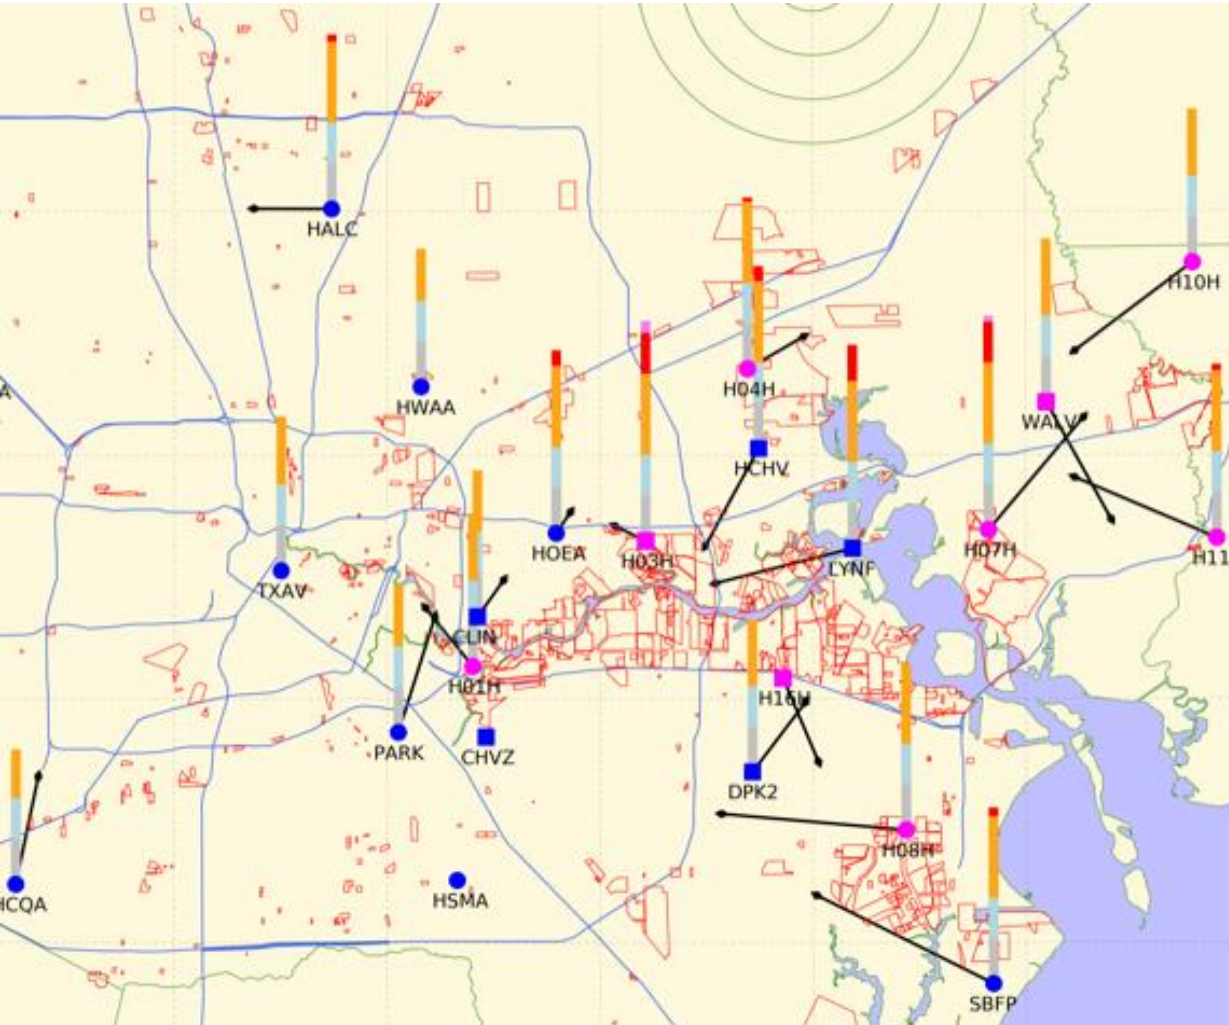 HALC
H10H
A
HWAA
H04H
WALV
HCHV
HOEA
H03H
H07H
H11
TXAV
LYNF
CLIN
H01H
H16H
PARK
CHVZ
DPK2
H08H
HCQA
HSMA
SBFP